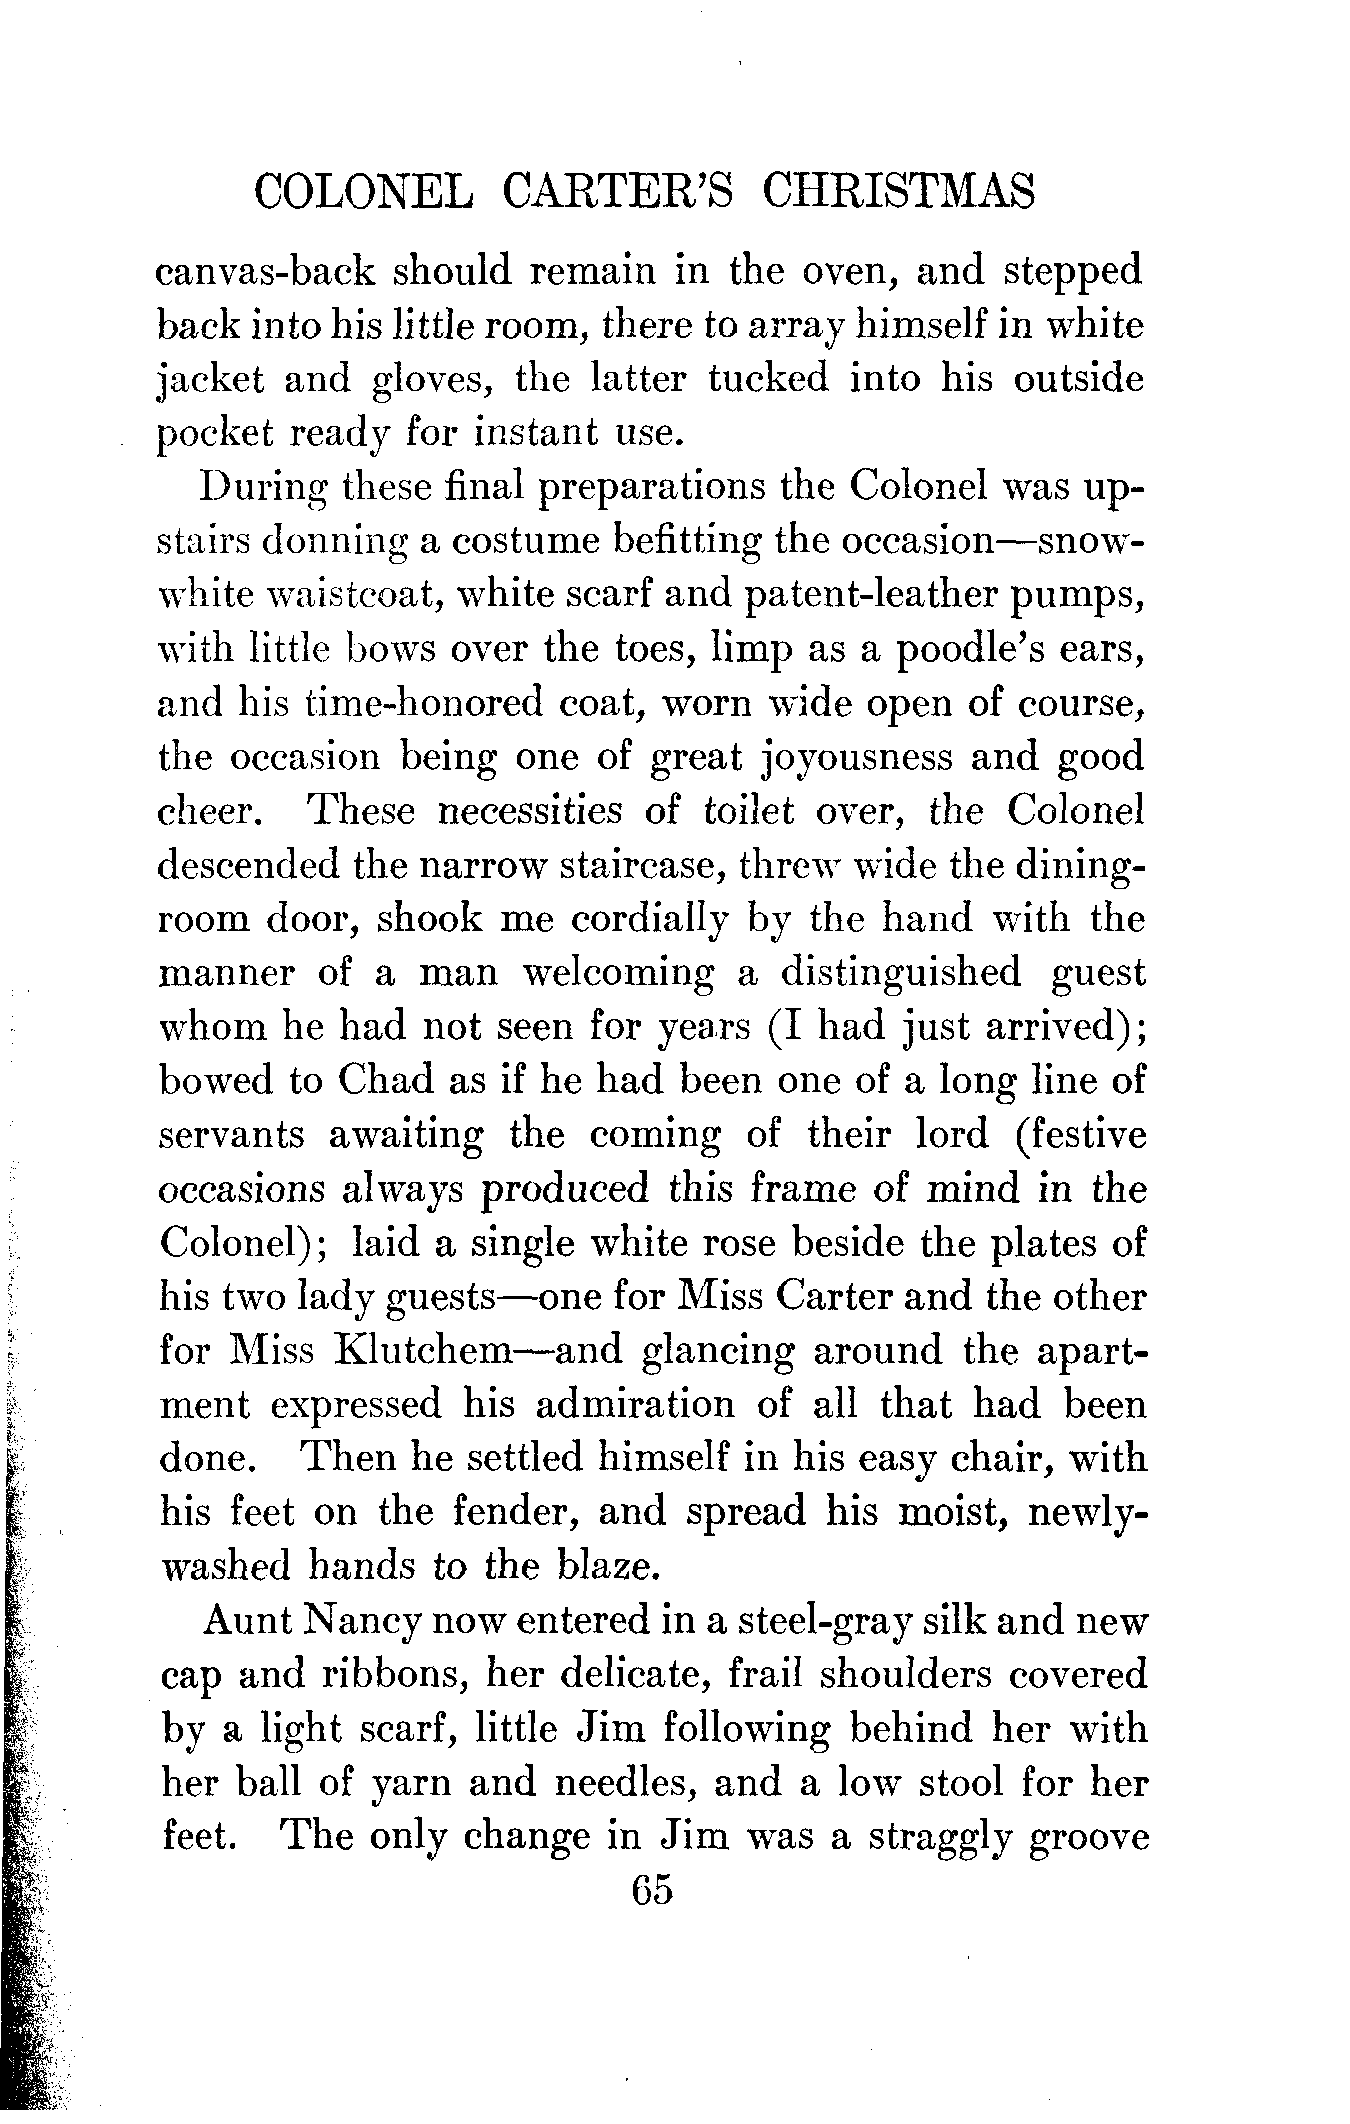 COLONEL CARTER'S CHRISTMAS
canvas-back should remain in the oven, and stepped
back into his little room, there to array himself in white
jacket and gloves, the latter tucked into his outside
pocket ready for instant use.
During these final preparations the Colonel was up-
stairs donning a costume befitting the occasion—snow-
white waistcoat, white scarf and patent-leather pumps,
with little bows over the toes, limp as a poodle's ears,
and his time-honored coat, worn wide open of course,
the occasion being one of great joyousness and good
cheer. These necessities of toilet over, the Colonel
descended the narrow staircase, threw wide the dining-
room door, shook me cordially by the hand with the
manner of a man welcoming a distinguished guest
whom he had not seen for years (I had just arrived);
bowed to Chad as if he had been one of a long line of
servants awaiting the coming of their lord (festive
occasions always produced this frame of mind in the
Colonel); laid a single white rose beside the plates of
his two lady guests—one for Miss Carter and the other
for Miss Klutchem—and glancing around the apart-
ment expressed his admiration of all that had been
done. Then he settled himself in his easy chair, with
his feet on the fender, and spread his moist, newly-
washed hands to the blaze.
Aunt Nancy now entered in a steel-gray silk and new
cap and ribbons, her delicate, frail shoulders covered
by a light scarf, little Jim following behind her with
her ball of yarn and needles, and a low stool for her
feet. The only change in Jim was a straggly groove
65